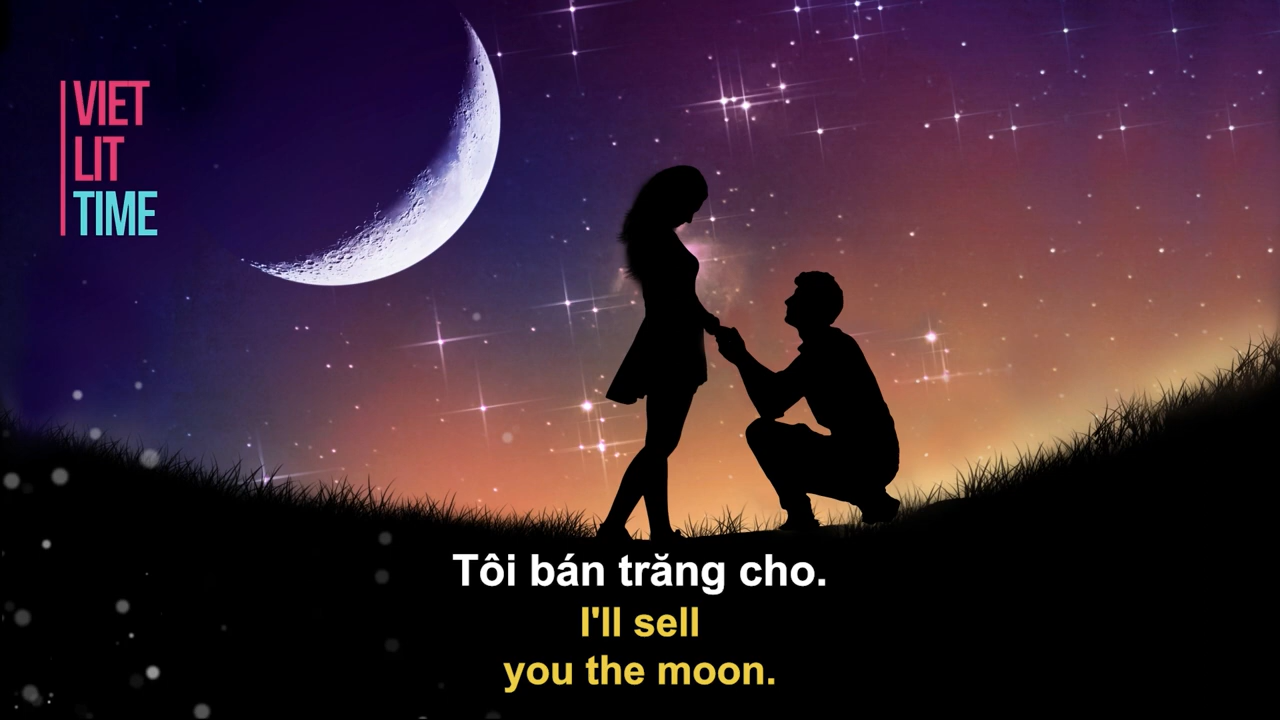 VIET
LIT
TIME
Tôi bán trăng cho.
I'll sell
you the moon.